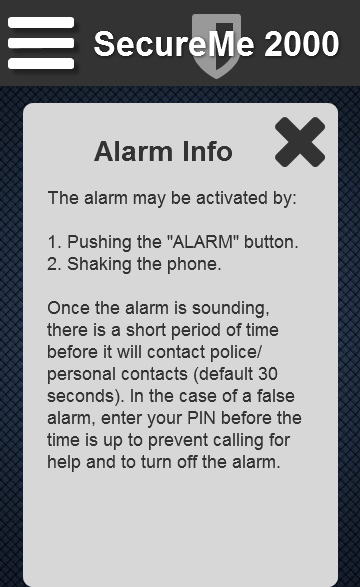 SecureMe 2000
Alarm Info
The alarm may be activated by:
1. Pushing the "ALARM" button.
2. Shaking the phone.
Once the alarm is sounding,
there is a short period of time
before it will contact police/
personal contacts (default 30
seconds). In the case of a false
alarm, enter your PIN before the
time is up to prevent calling for
help and to turn off the alarm.